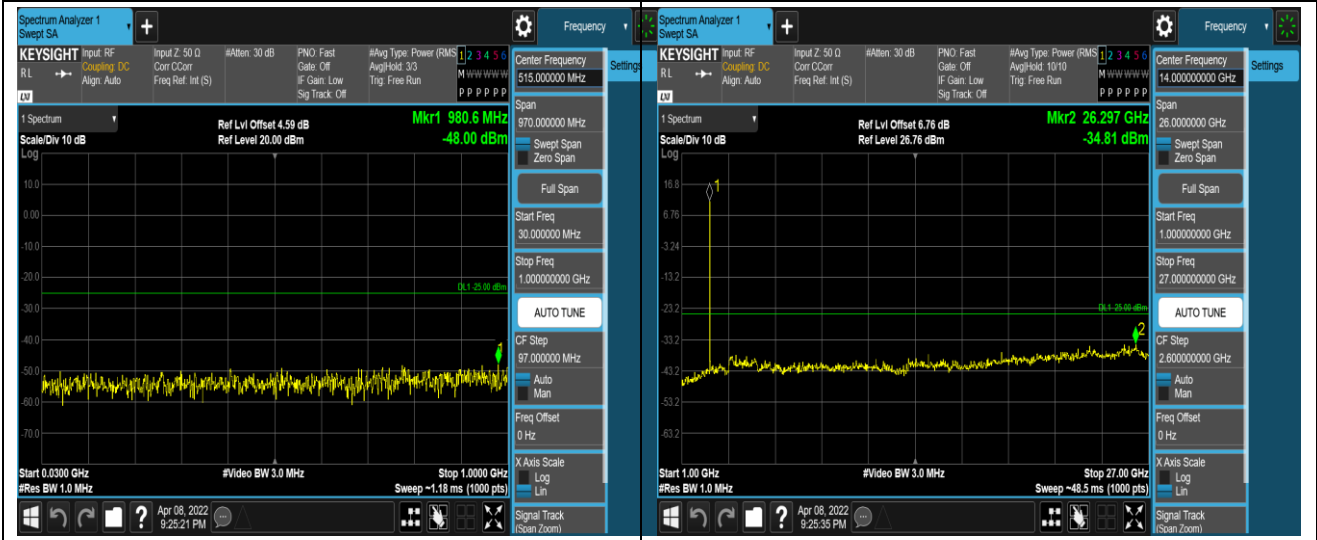 Spectrum Analyzer 1
Swept SA
Frequency
KEYSIGHT Input: RF Input Z: 50 Ω #Atten: 30 dB PNO: Fast #Avg Type: Power (RMS 1 2 3 4 5 6
RL Coupling: DC Corr CCorr Gate: Off Avg|Hold: 3/3 M W W W W W
Align: Auto Freq Ref: Int (S) IF Gain: Low Trig: Free Run
Sig Track: Off P P P P P P
LXI
1 Spectrum
Ref Lvl Offset 4.59 dB
Mkr1 980.6 MHz
Scale/Div 10 dB
Ref Level 20.00 dBm
-48.00 dBm
Log
10.0
0.00
-10.0
-20.0
DL1 -25.00 dBm
-30.0
-40.0
-50.0
-60.0
-70.0
Start 0.0300 GHz
#Video BW 3.0 MHz
Stop 1.0000 GHz
#Res BW 1.0 MHz
Sweep ~1.18 ms (1000 pts)
Center Frequency
515.000000 MHz
Settings
Span
970.000000 MHz
Swept Span
Zero Span
Full Span
Start Freq
30.000000 MHz
Stop Freq
1.000000000 GHz
AUTO TUNE
CF Step
97.000000 MHz
Auto
Man
Freq Offset
0 Hz
X Axis Scale
Log
Lin
Signal Track
(Span Zoom)
?
Apr 08, 2022
9:25:21 PM
Spectrum Analyzer 1
Swept SA
Frequency
KEYSIGHT Input: RF Input Z: 50 Ω #Atten: 30 dB PNO: Fast #Avg Type: Power (RMS 1 2 3 4 5 6
RL Coupling: DC Corr CCorr Gate: Off Avg|Hold: 10/10 M W W W W W
Align: Auto Freq Ref: Int (S) IF Gain: Low Trig: Free Run
Sig Track: Off P P P P P P
LXI
1 Spectrum
Ref Lvl Offset 6.76 dB
Mkr2 26.297 GHz
Scale/Div 10 dB
Ref Level 26.76 dBm
-34.81 dBm
Log
1
16.8
6.76
-3.24
-13.2
DL1 -25.00 dBm
-23.2
2
-33.2
-43.2
-53.2
-63.2
Start 1.00 GHz
#Video BW 3.0 MHz
Stop 27.00 GHz
#Res BW 1.0 MHz
Sweep ~48.5 ms (1000 pts)
Center Frequency
14.000000000 GHz
Settings
Span
26.0000000 GHz
Swept Span
Zero Span
Full Span
Start Freq
1.000000000 GHz
Stop Freq
27.000000000 GHz
AUTO TUNE
CF Step
2.600000000 GHz
Auto
Man
Freq Offset
0 Hz
X Axis Scale
Log
Lin
Signal Track
(Span Zoom)
?
Apr 08, 2022
9:25:35 PM